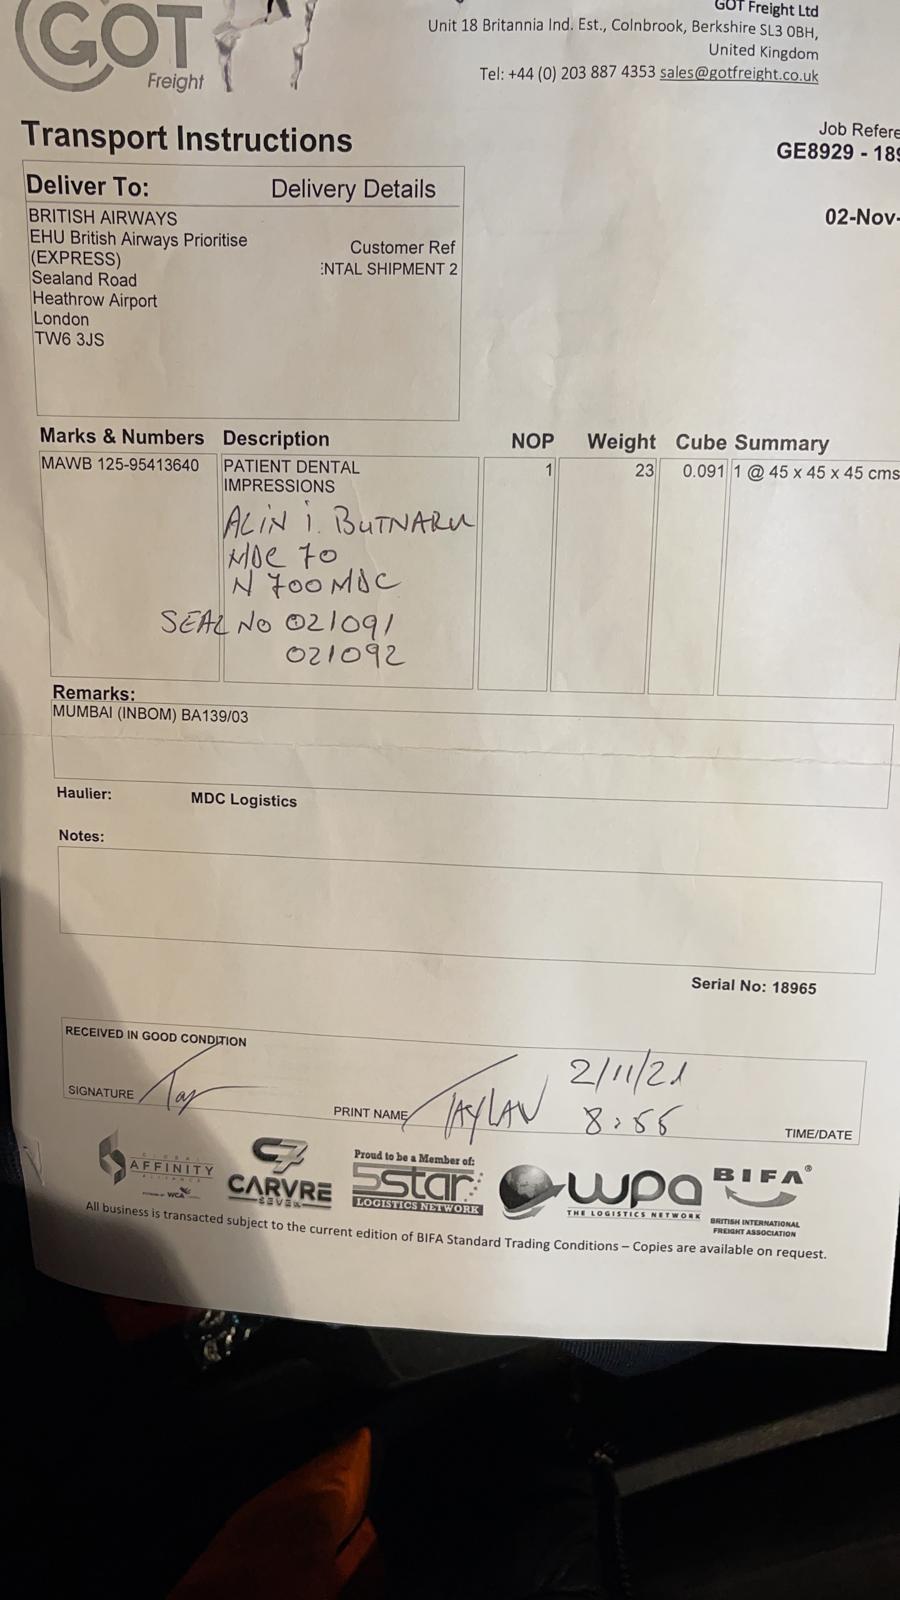 GOT
Freight
GOT Freight Ltd
Unit 18 Britannia Ind. Est., Colnbrook, Berkshire SL3 0BH,
United Kingdom
Tel: +44 (0) 203 887 4353 sales@gotfreight.co.uk
Transport Instructions
Job Refere
GE8929 - 189
02-Nov-
Deliver To: Delivery Details
BRITISH AIRWAYS
EHU British Airways Prioritise
(EXPRESS)
Sealand Road
Heathrow Airport
London
TW6 3JS
Customer Ref
ENTAL SHIPMENT 2
Marks & Numbers Description NOP Weight Cube Summary
MAWB 125-95413640 PATIENT DENTAL 1 23 0.091 1 @ 45 x 45 x 45 cms
IMPRESSIONS
ALIN I. BUTNARU
MDC 70
N 700 MDC
SEAL NO 021091
021092
Remarks:
MUMBAI (INBOM) BA139/03
Haulier: MDC Logistics
Notes:
Serial No: 18965
RECEIVED IN GOOD CONDITION
SIGNATURE
PRINT NAME TAYLAN
2/11/21
8:55
TIME/DATE
GLOBAL
AFFINITY
ALLIANCE
WCA
C7
CARVRE
SEVEN
Proud to be a Member of:
5star
LOGISTICS NETWORK
wpa
THE LOGISTICS NETWORK
BIFA®
BRITISH INTERNATIONAL
FREIGHT ASSOCIATION
All business is transacted subject to the current edition of BIFA Standard Trading Conditions – Copies are available on request.